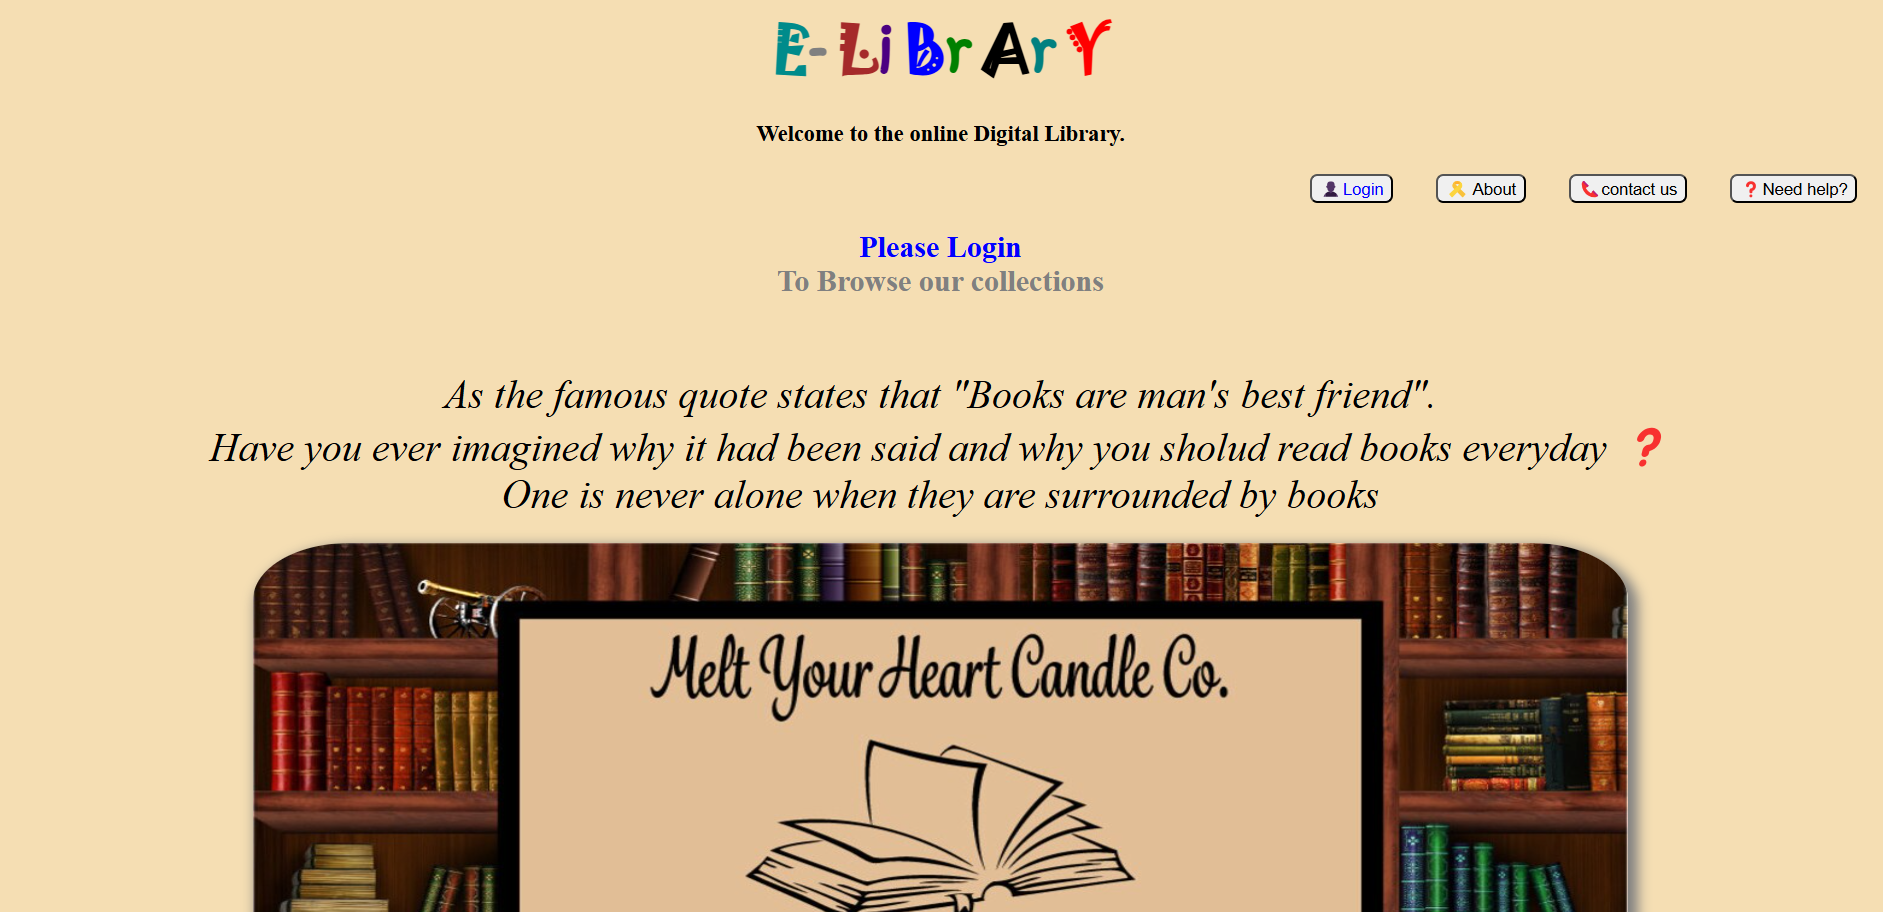 E-LiBrArY
Welcome to the online Digital Library.
👤Login
🎗️ About
📞contact us
❓Need help?
Please Login
To Browse our collections
As the famous quote states that "Books are man's best friend".
Have you ever imagined why it had been said and why you sholud read books everyday ❓
One is never alone when they are surrounded by books
Melt Your Heart Candle Co.